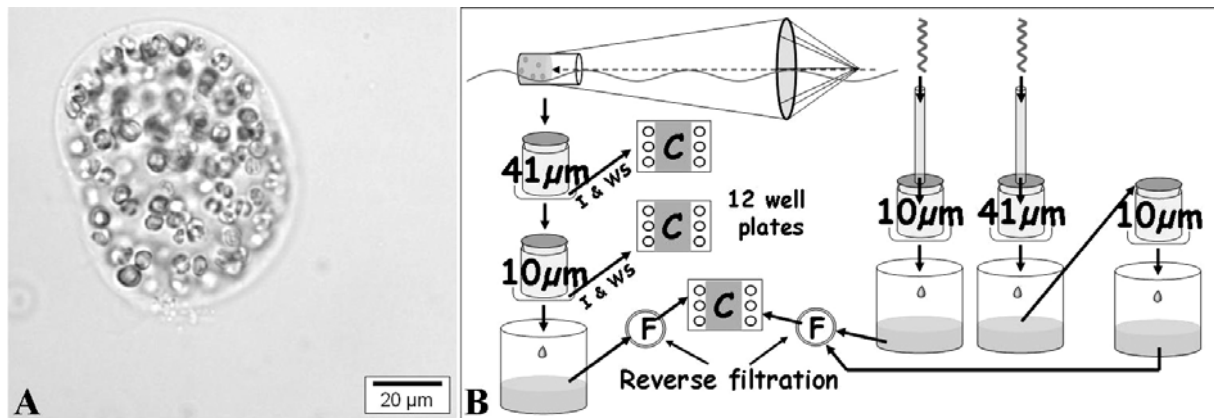 A
20 µm
B
41µm
I & WS
C
12 well
plates
10µm
I & WS
C
C
F
F
Reverse filtration
10µm
41µm
10µm